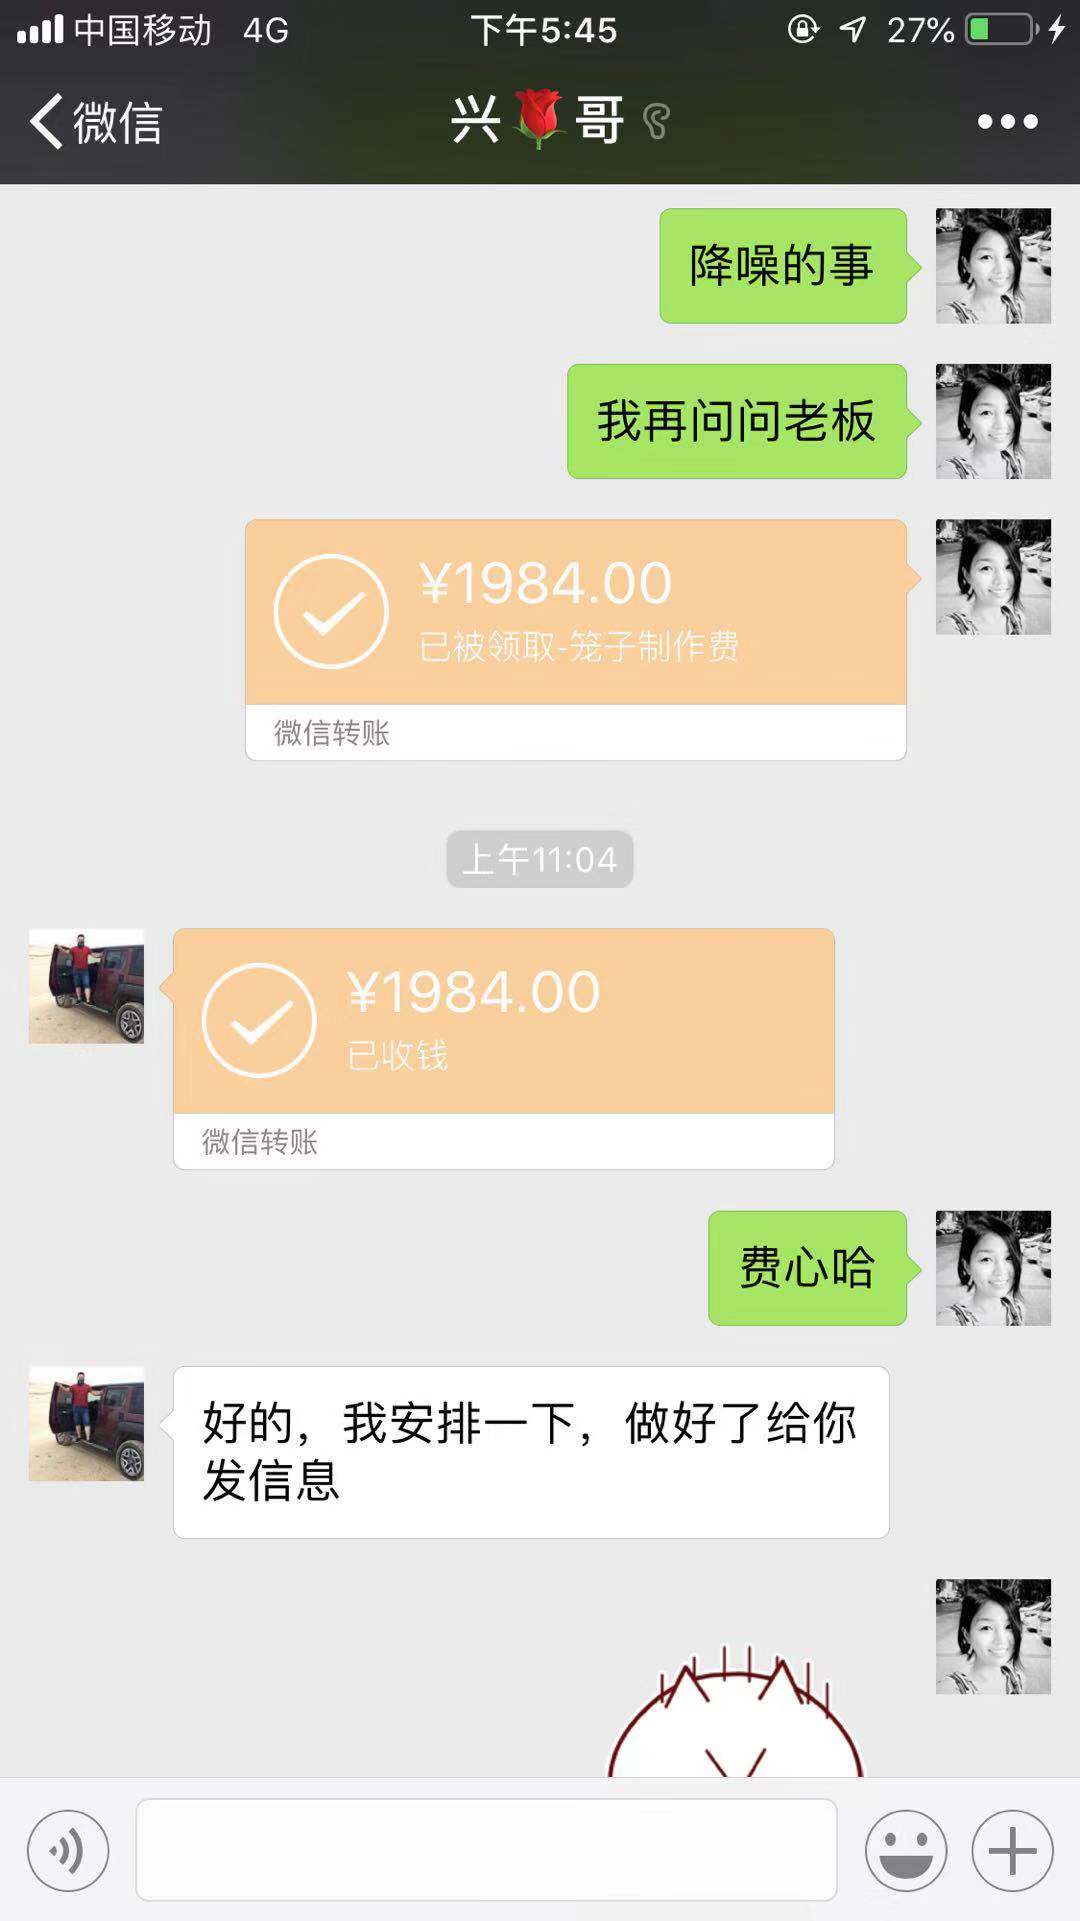 中国移动 4G 下午5:45 27%
微信 兴🌹哥
降噪的事
我再问问老板
¥1984.00
已被领取-笼子制作费
微信转账
上午11:04
¥1984.00
已收钱
微信转账
费心哈
好的，我安排一下，做好了给你
发信息